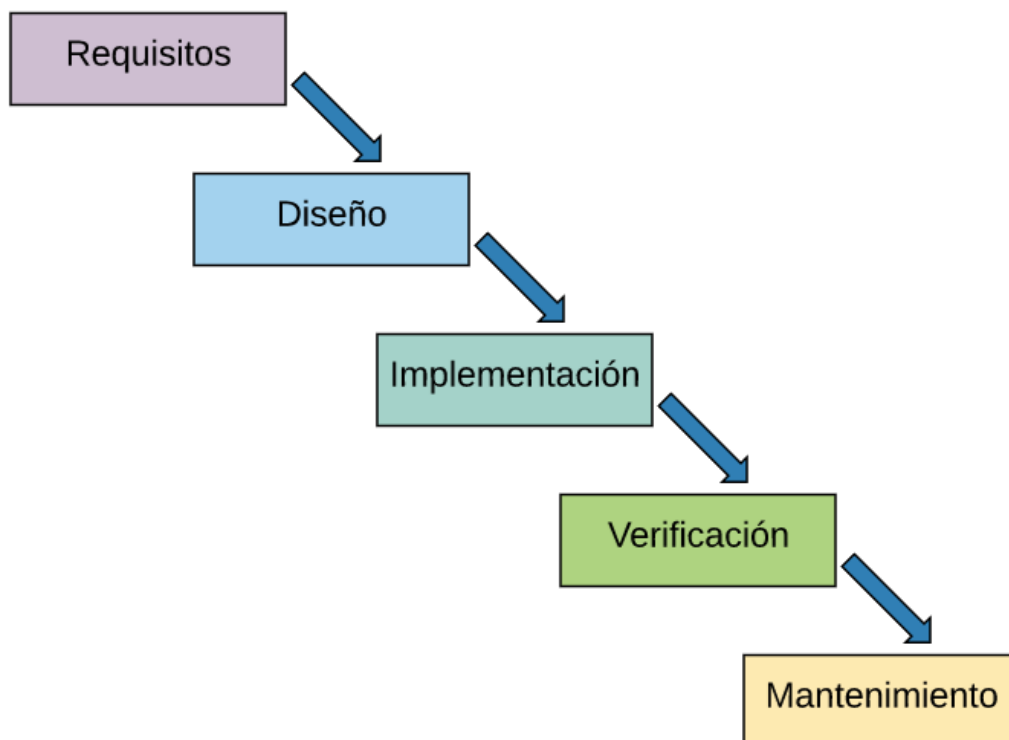 Requisitos
Diseño
Implementación
Verificación
Mantenimiento